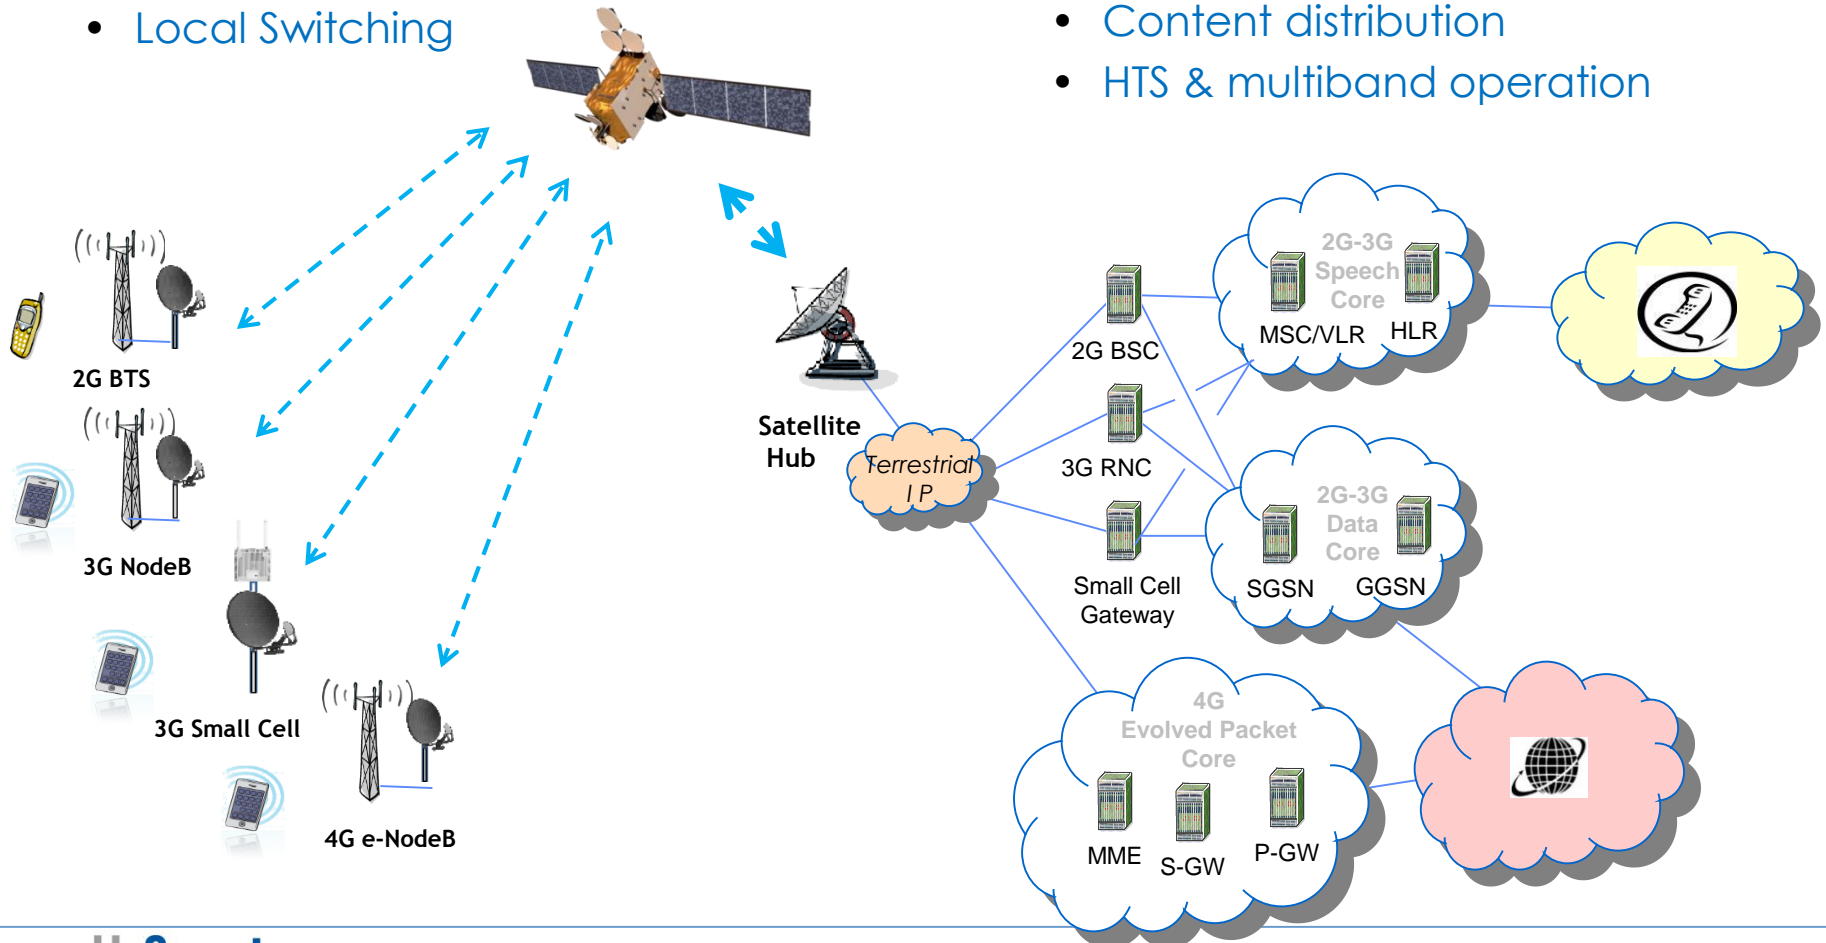 • Local Switching
• Content distribution
• HTS & multiband operation
2G BTS
3G NodeB
3G Small Cell
4G e-NodeB
Satellite
Hub
Terrestrial
I P
2G BSC
3G RNC
Small Cell
Gateway
2G-3G
Speech
Core
MSC/VLR
HLR
2G-3G
Data
Core
SGSN
GGSN
4G
Evolved Packet
Core
MME
S-GW
P-GW